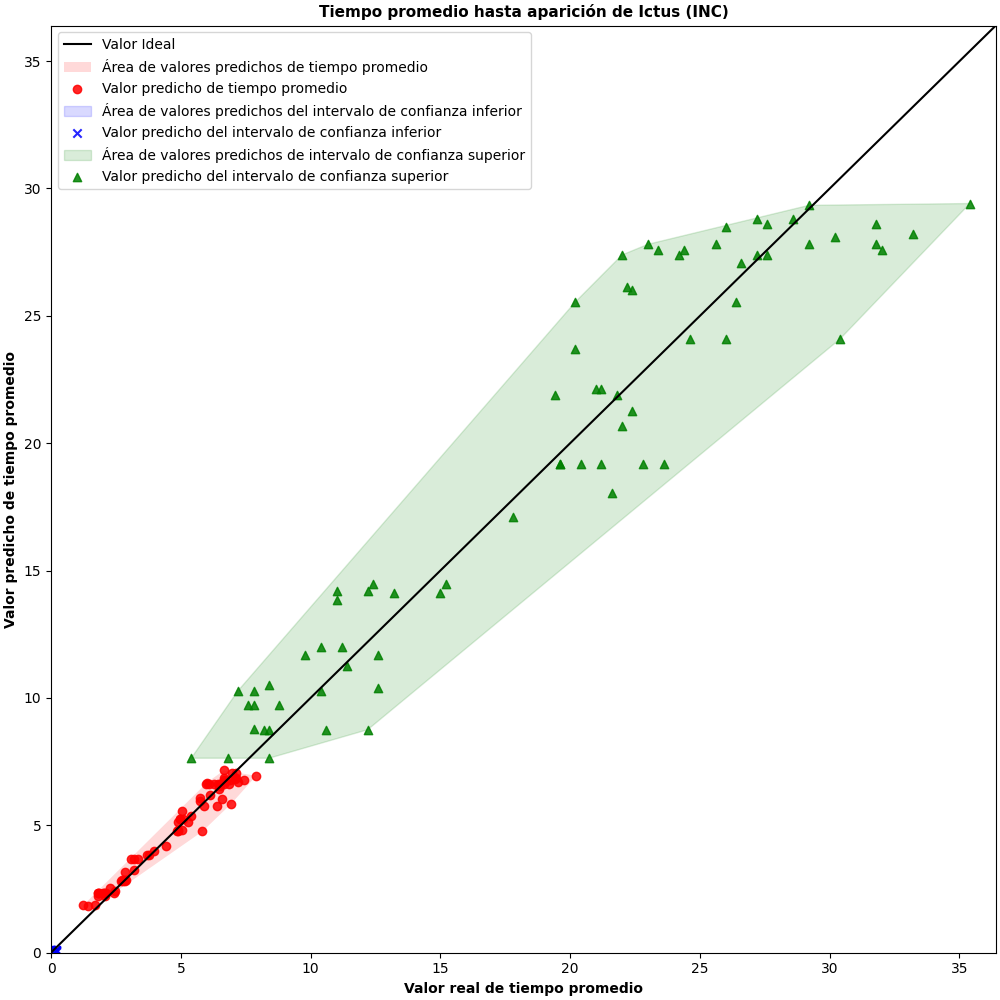 Tiempo promedio hasta aparición de Ictus (INC)
Valor Ideal
Área de valores predichos de tiempo promedio
Valor predicho de tiempo promedio
Área de valores predichos del intervalo de confianza inferior
Valor predicho del intervalo de confianza inferior
Área de valores predichos de intervalo de confianza superior
Valor predicho del intervalo de confianza superior
Valor predicho de tiempo promedio
35
30
25
20
15
10
5
0
0 5 10 15 20 25 30 35
Valor real de tiempo promedio